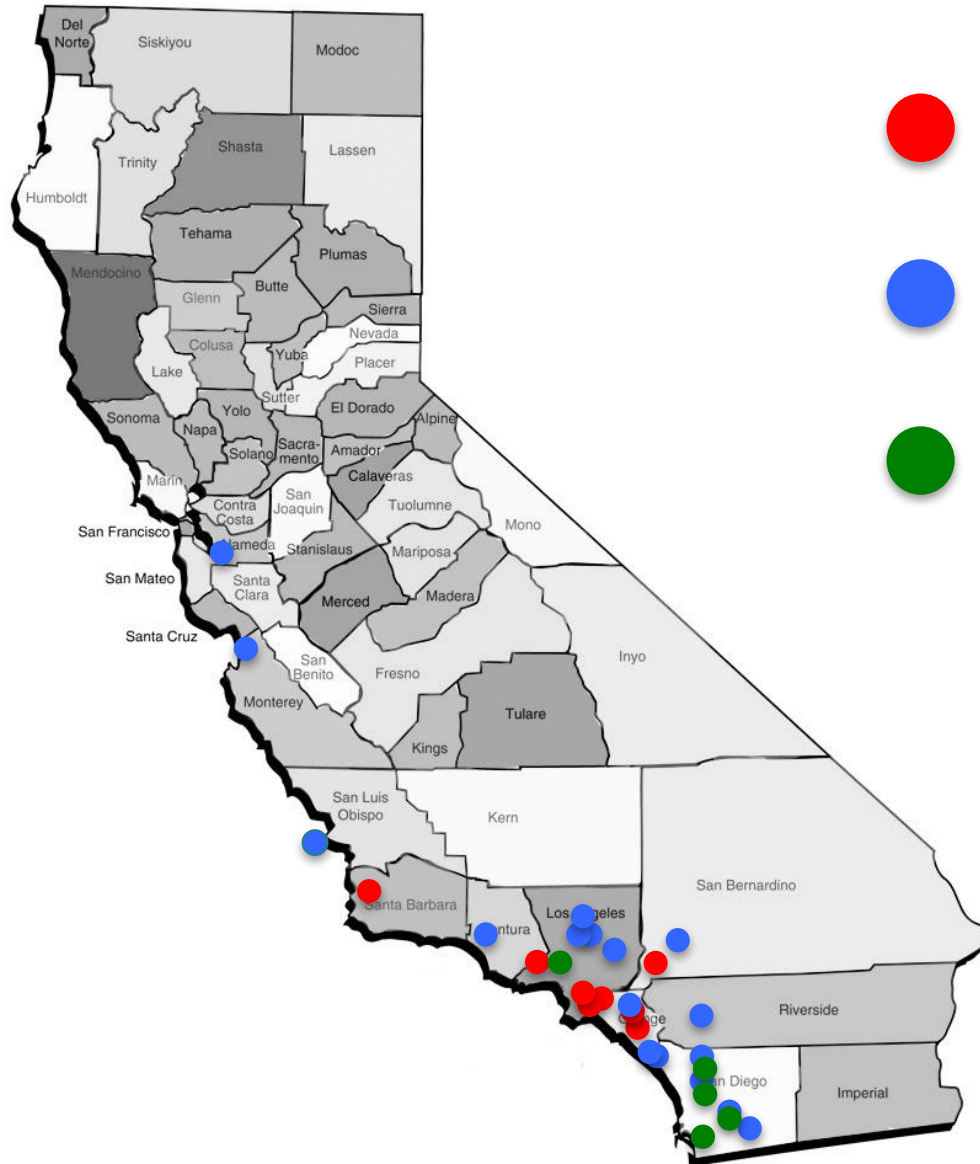 Del
Norte
Siskiyou
Modoc
Shasta
Lassen
Trinity
Humboldt
Tehama
Plumas
Mendocino
Butte
Glenn
Sierra
Nevada
Colusa
Yuba
Placer
Lake
Sutter
El Dorado
Yolo
Sonoma
Alpine
Napa
Sacra-
mento
Amador
Solano
Calaveras
Marin
San
Joaquin
Contra
Costa
Tuolumne
Mono
San Francisco
Stanislaus
Mariposa
San Mateo
Santa
Clara
Merced
Madera
Santa Cruz
San
Benito
Inyo
Fresno
Monterey
Tulare
Kings
San Luis
Obispo
Kern
San Bernardino
Santa Barbara
Riverside
Diego
Imperial